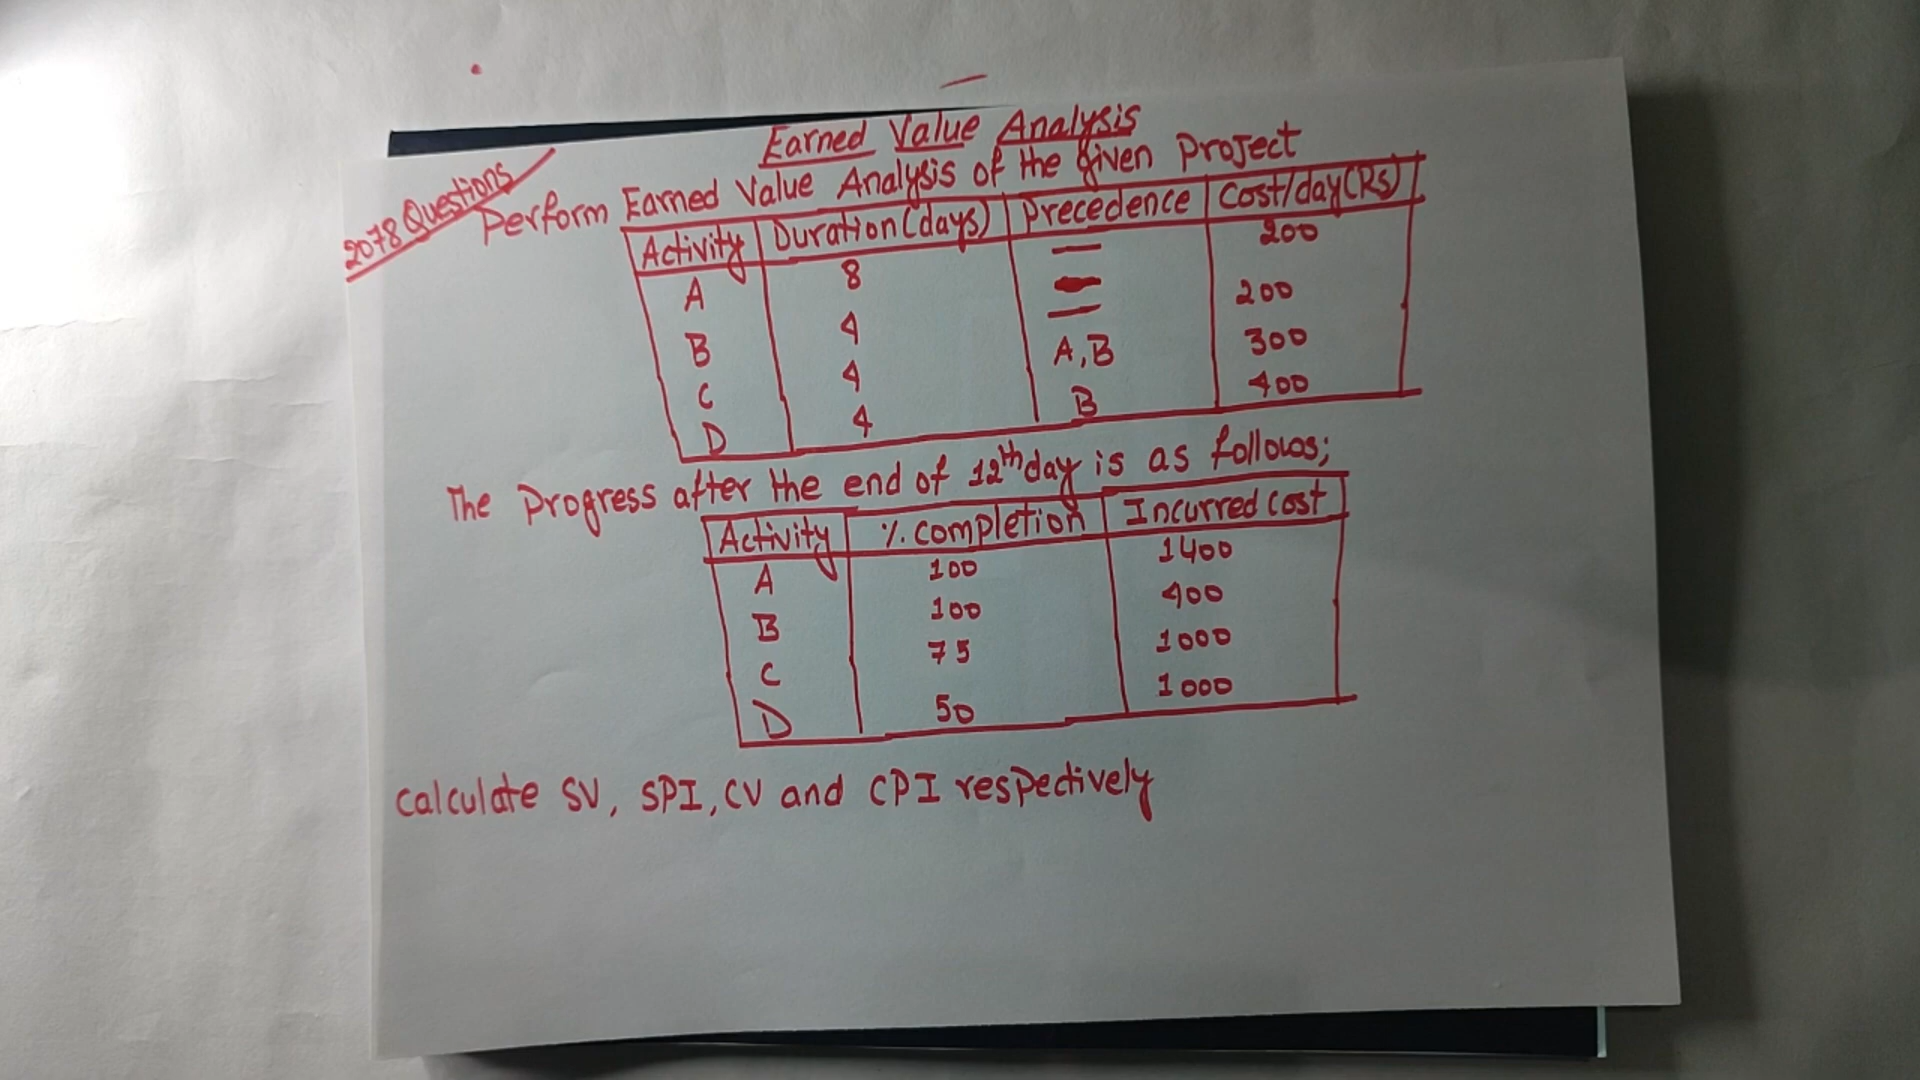 Earned Value Analysis
2078 Questions
Perform Earned Value Analysis of the given Project
Activity Duration (days) Precedence Cost/day(Rs)
A 8 — 200
B 4 — 200
C 4 A,B 300
D 4 B 400
The Progress after the end of 12th day is as follows;
Activity % completion Incurred cost
A 100 1400
B 100 400
C 75 1000
D 50 1000
Calculate SV, SPI, CV and CPI respectively